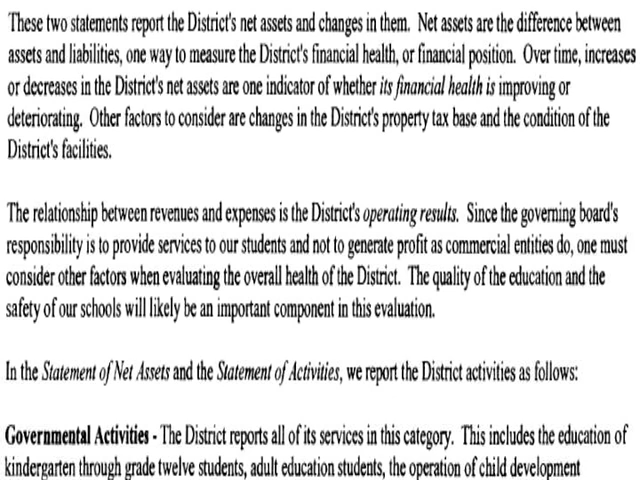 These two statements report the District's net assets and changes in them. Net assets are the difference between
assets and liabilities, one way to measure the District's financial health, or financial position. Over time, increases
or decreases in the District's net assets are one indicator of whether its financial health is improving or
deteriorating. Other factors to consider are changes in the District's property tax base and the condition of the
District's facilities.
The relationship between revenues and expenses is the District's operating results. Since the governing board's
responsibility is to provide services to our students and not to generate profit as commercial entities do, one must
consider other factors when evaluating the overall health of the District. The quality of the education and the
safety of our schools will likely be an important component in this evaluation.
In the Statement of Net Assets and the Statement of Activities, we report the District activities as follows:
Governmental Activities - The District reports all of its services in this category. This includes the education of
kindergarten through grade twelve students, adult education students, the operation of child development